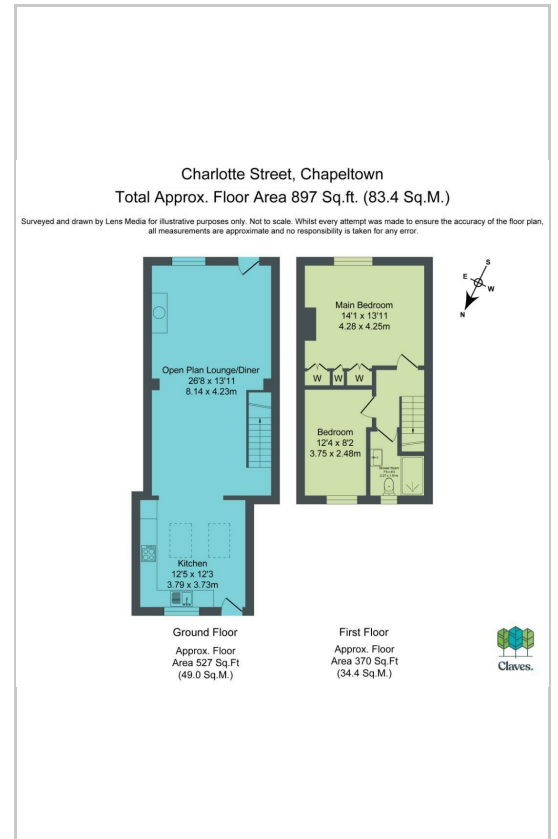 Charlotte Street, Chapeltown
Total Approx. Floor Area 897 Sq.ft. (83.4 Sq.M.)
Surveyed and drawn by Lens Media for illustrative purposes only. Not to scale. Whilst every attempt was made to ensure the accuracy of the floor plan,
all measurements are approximate and no responsibility is taken for any error.
Open Plan Lounge/Diner
26'8 x 13'11
8.14 x 4.23m
Kitchen
12'5 x 12'3
3.79 x 3.73m
Main Bedroom
14'1 x 13'11
4.28 x 4.25m
W
W
W
Bedroom
12'4 x 8'2
3.75 x 2.48m
Shower Room
S
E
W
N
Ground Floor
Approx. Floor
Area 527 Sq.Ft
(49.0 Sq.M.)
First Floor
Approx. Floor
Area 370 Sq.Ft
(34.4 Sq.M.)
Claves.